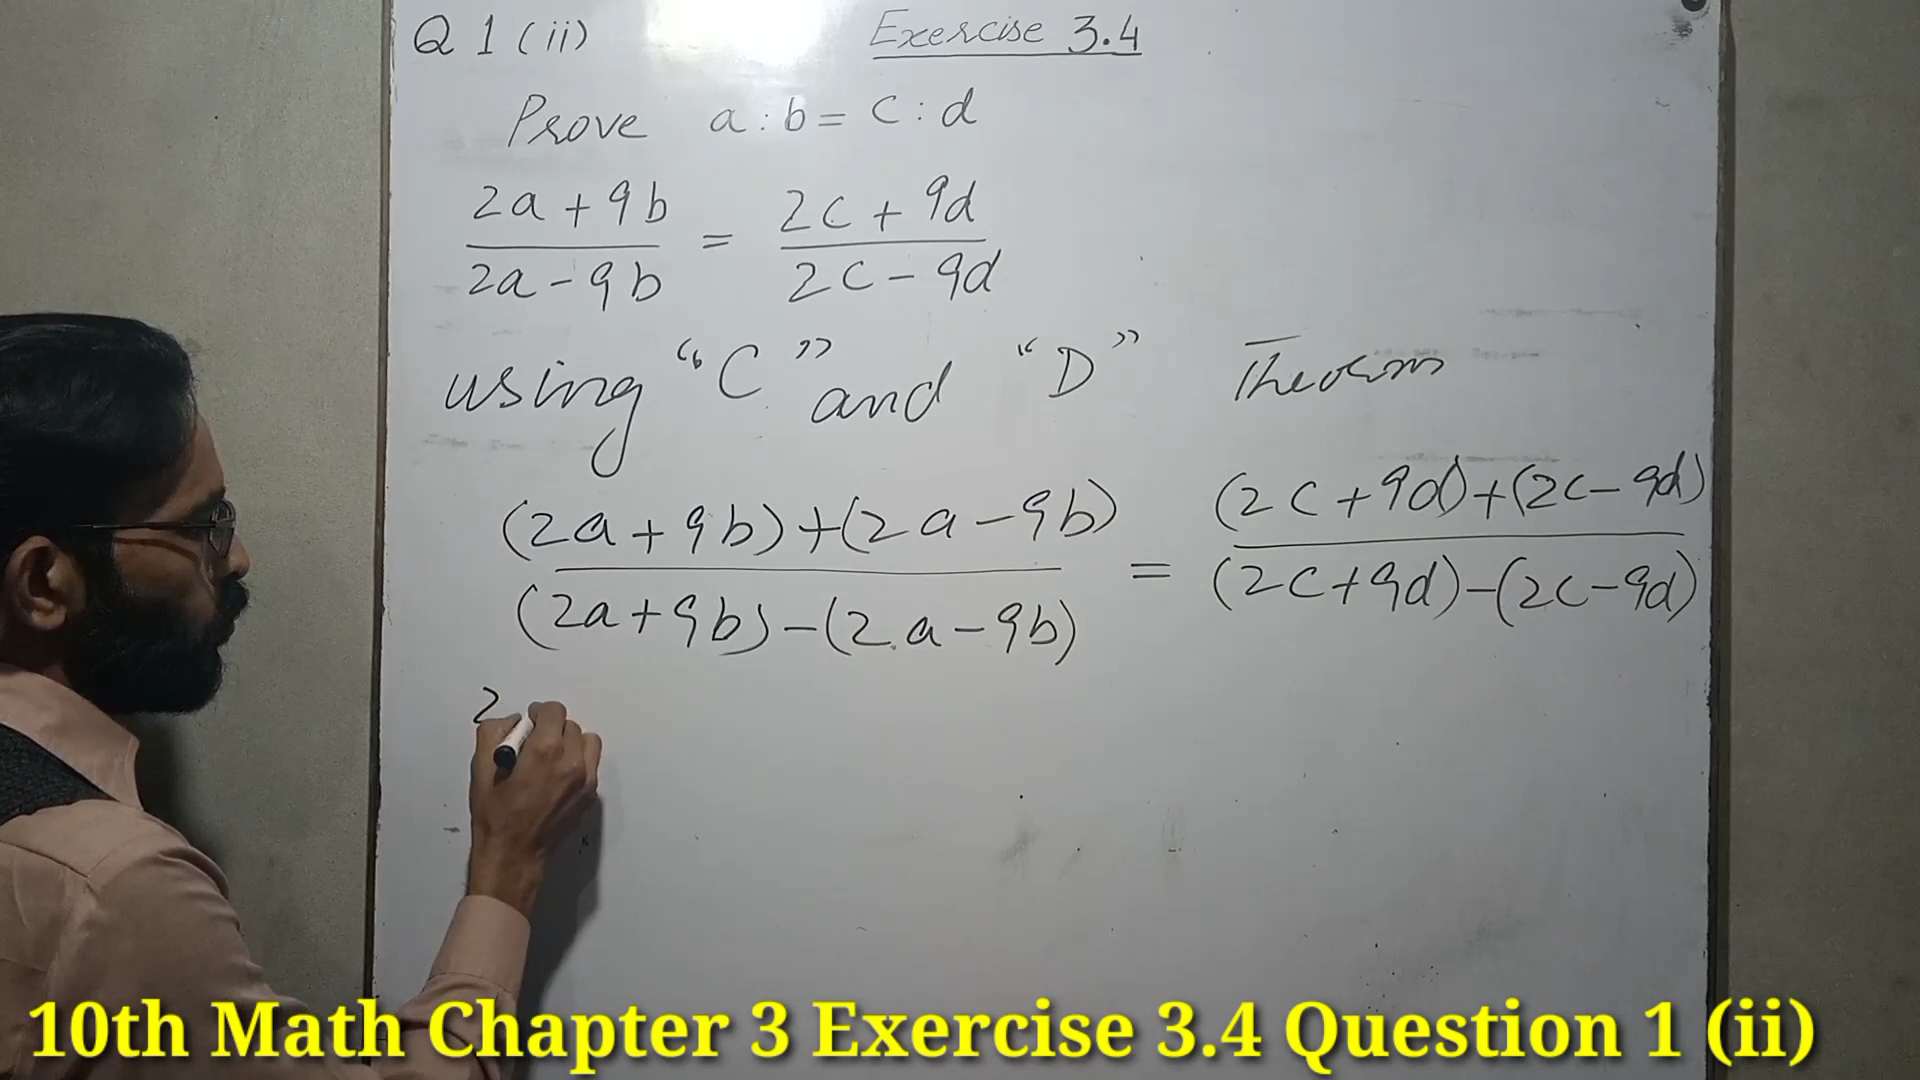 Q 1 (ii) Exercise 3.4
Prove a : b = c : d
2a + 9b / 2a - 9b = 2c + 9d / 2c - 9d
using "C" and "D" Theorem
(2a + 9b) + (2a - 9b) / (2a + 9b) - (2a - 9b) = (2c + 9d) + (2c - 9d) / (2c + 9d) - (2c - 9d)
2
10th Math Chapter 3 Exercise 3.4 Question 1 (ii)